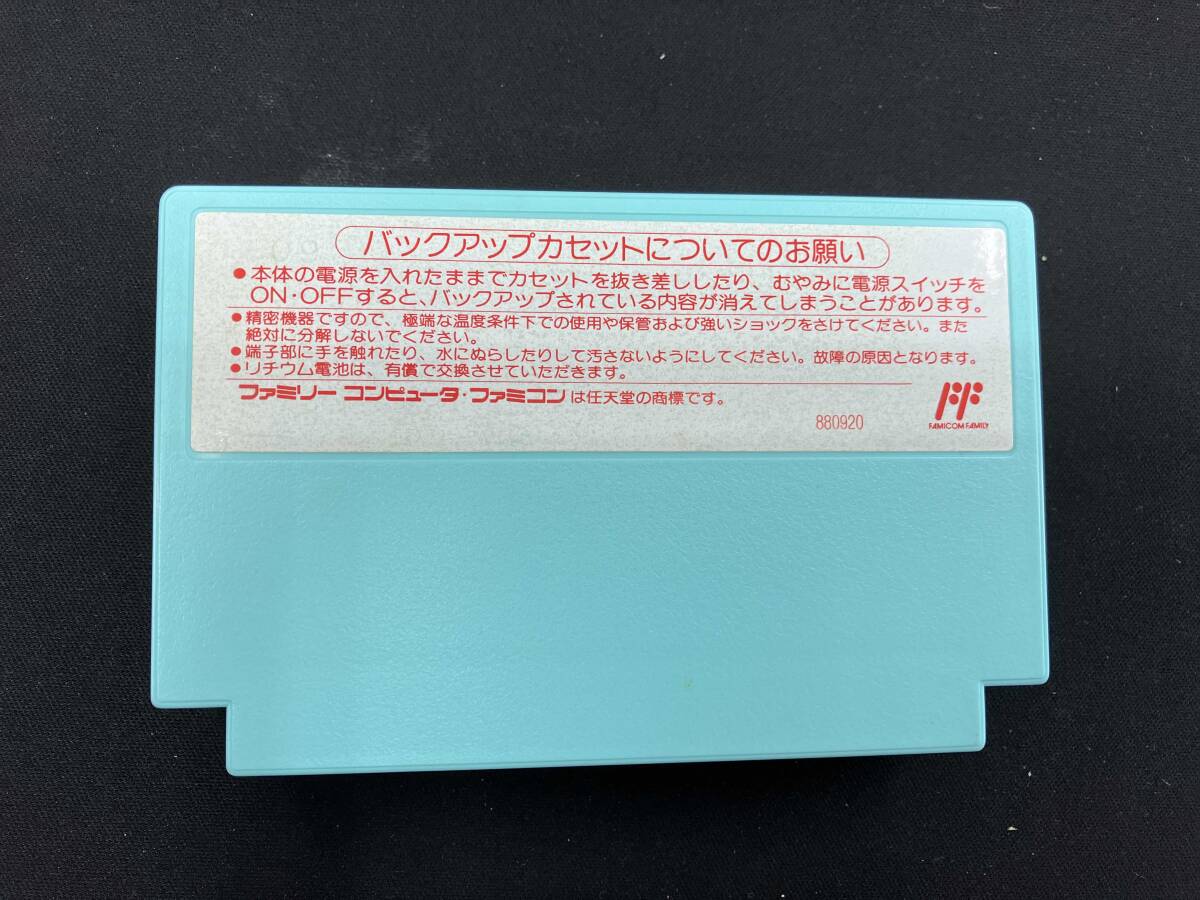 バックアップカセットについてのお願い
●本体の電源を入れたままでカセットを抜き差ししたり、むやみに電源スイッチを
ON・OFFすると、バックアップされている内容が消えてしまうことがあります。
●精密機器ですので、極端な温度条件下での使用や保管および強いショックをさけてください。また
絶対に分解しないでください。
●端子部に手を触れたり、水にぬらしたりして汚さないようにしてください。故障の原因となります。
●リチウム電池は、有償で交換させていただきます。
ファミリー コンピュータ・ファミコンは任天堂の商標です。
880920
FAMICOM FAMILY